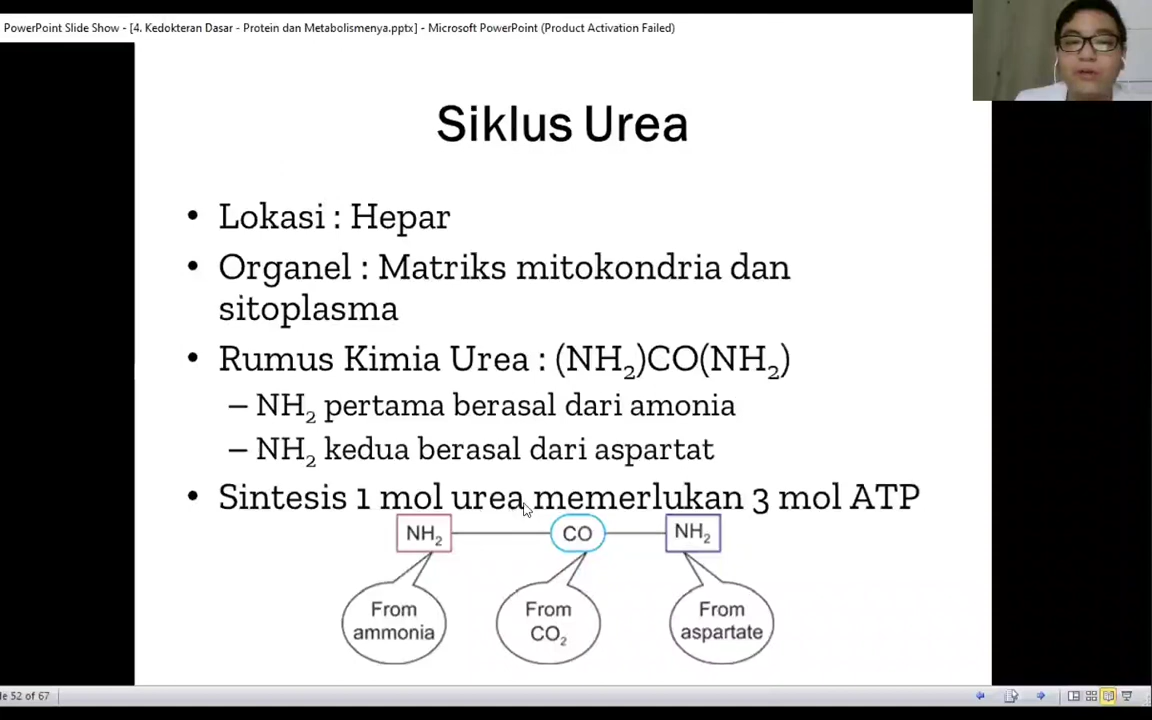 PowerPoint Slide Show - [4. Kedokteran Dasar - Protein dan Metabolismenya.pptx] - Microsoft PowerPoint (Product Activation Failed)
Siklus Urea
• Lokasi : Hepar
• Organel : Matriks mitokondria dan
sitoplasma
• Rumus Kimia Urea : (NH₂)CO(NH₂)
– NH₂ pertama berasal dari amonia
– NH₂ kedua berasal dari aspartat
• Sintesis 1 mol urea memerlukan 3 mol ATP
NH₂ CO NH₂
From From From
ammonia CO₂ aspartate
52 of 67